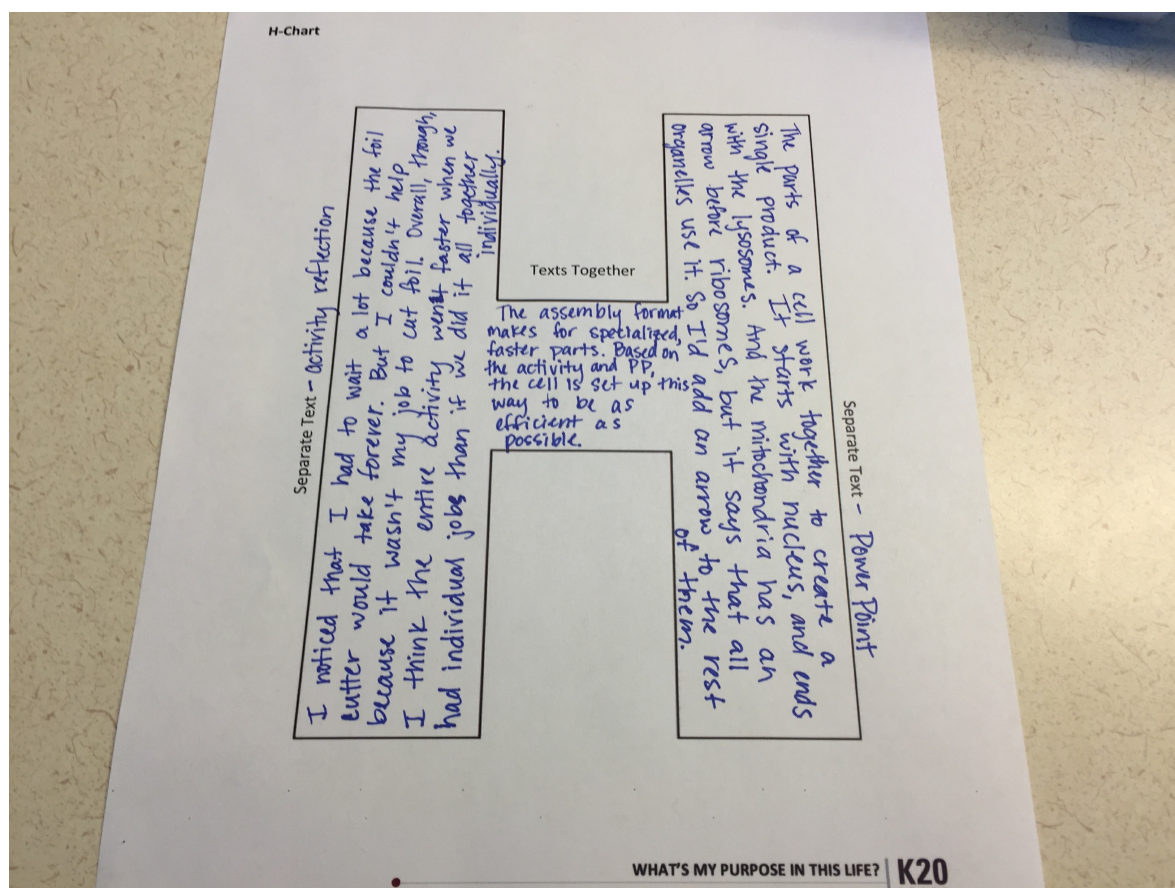 H-Chart
Separate Text - activity reflection
I noticed that I had to wait a lot because the foil
cutter would take forever. But I couldn't help
because it wasn't my job to cut foil. Overall, though,
I think the entire activity went faster when we
had individual jobs than if we did it all together
individually.
Texts Together
The assembly format
makes for specialized,
faster parts. Based on
the activity and PP,
the cell is set up this
way to be as
efficient as
possible.
Separate Text - Power Point
The parts of a cell work together to create a
single product. It starts with nucleus, and ends
with the lysosomes. And the mitochondria has an
arrow before ribosomes, but it says that all
organelles use it. So I'd add an arrow to the rest
of them.
WHAT'S MY PURPOSE IN THIS LIFE? K20